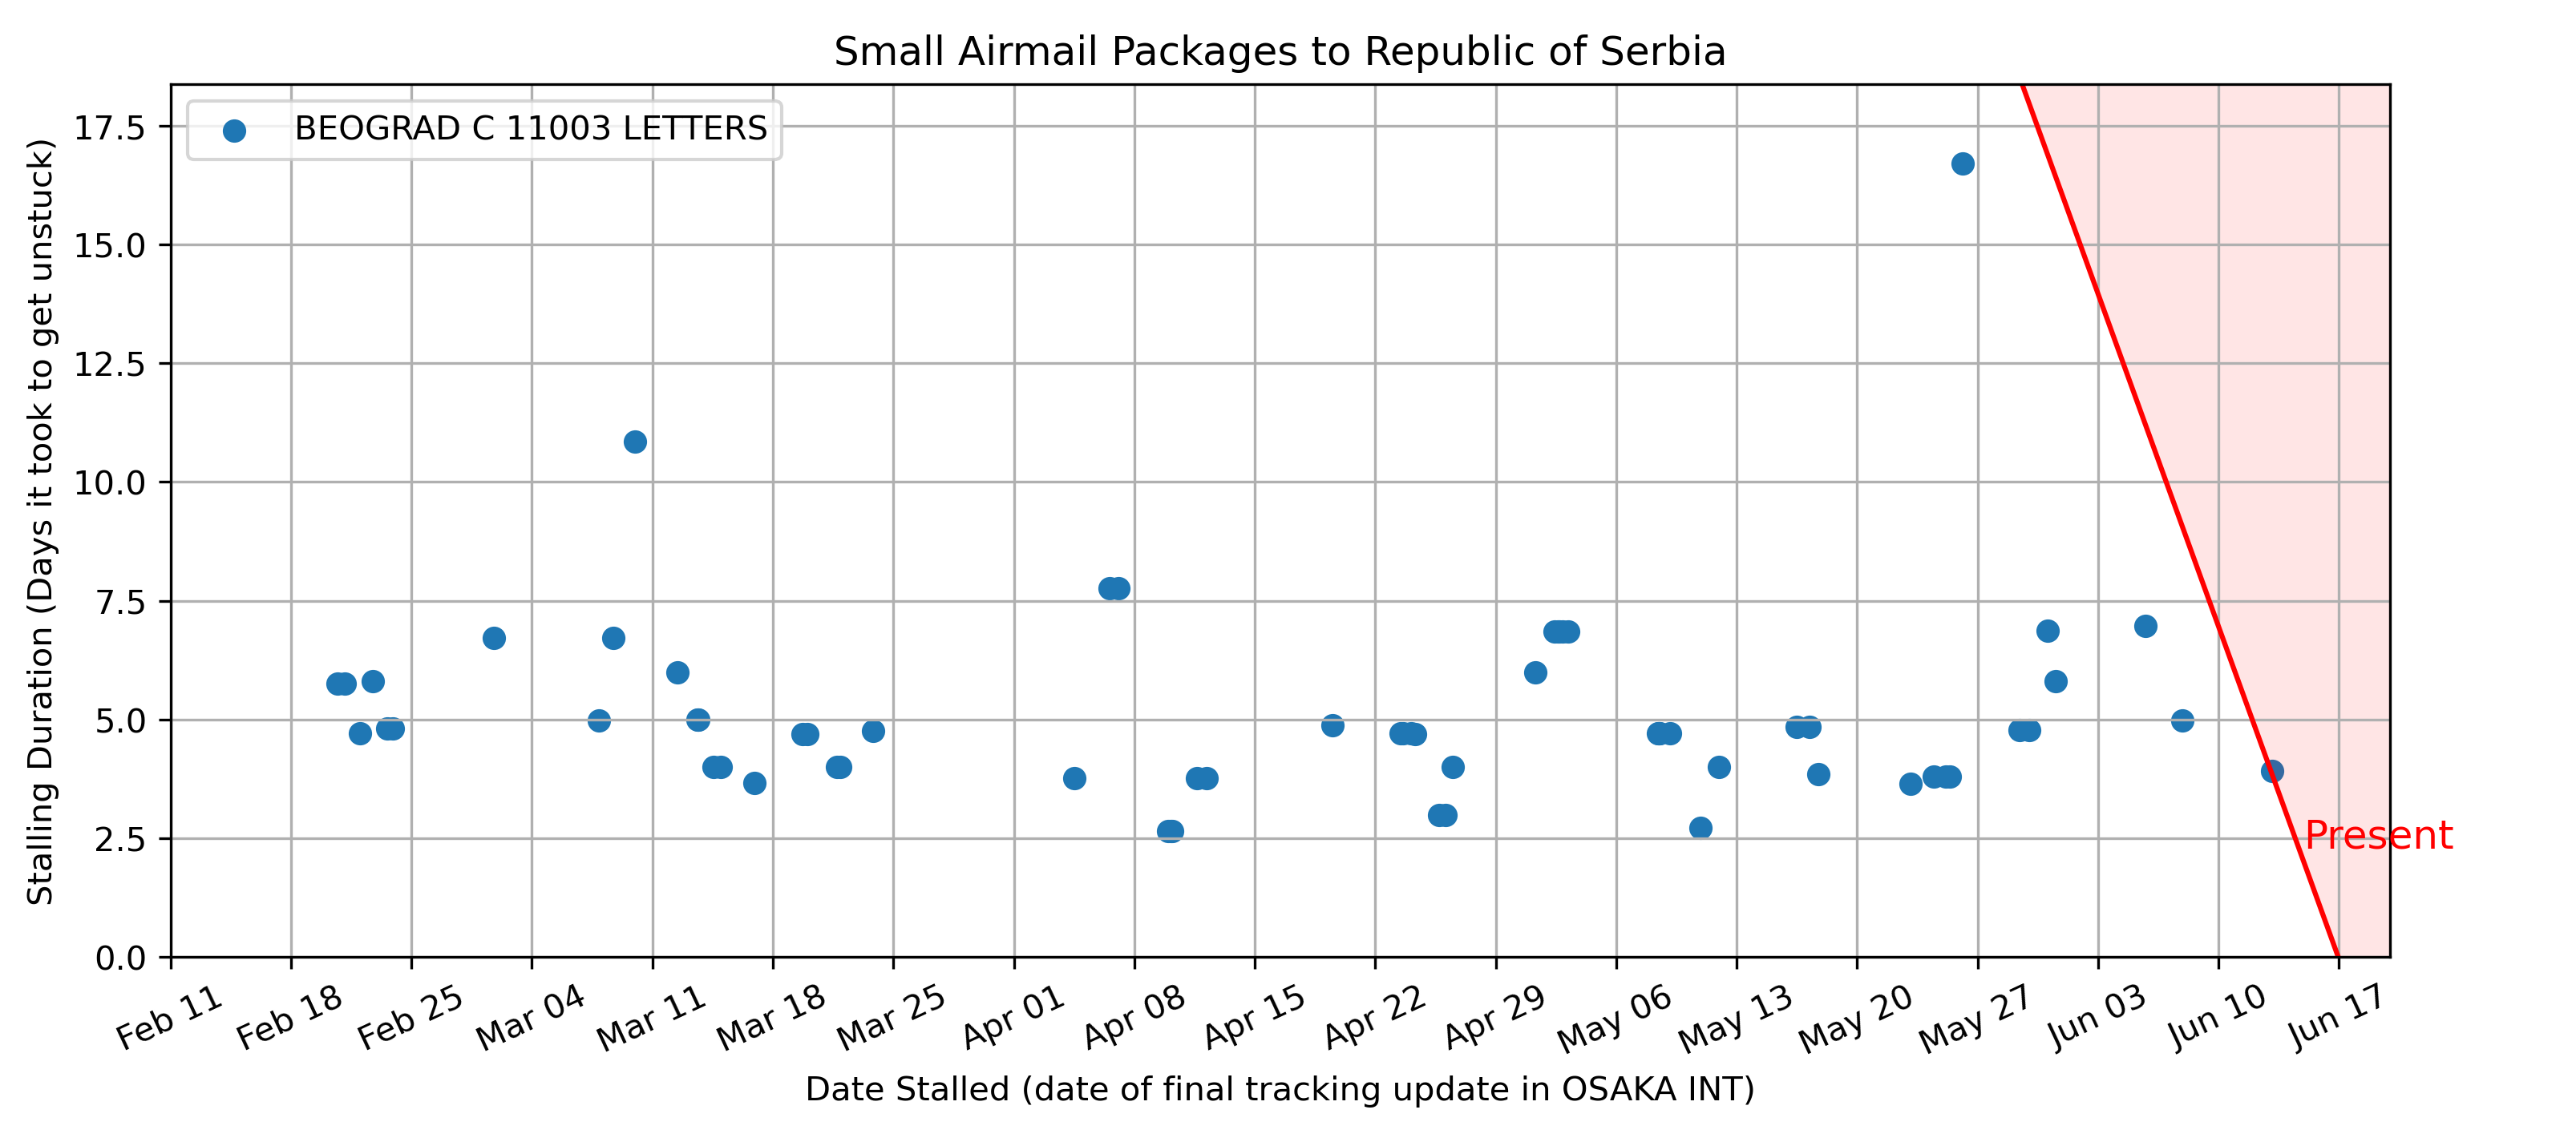 Small Airmail Packages to Republic of Serbia
BEOGRAD C 11003 LETTERS
Stalling Duration (Days it took to get unstuck)
17.5
15.0
12.5
10.0
7.5
5.0
2.5
0.0
Present
Feb 11
Feb 18
Feb 25
Mar 04
Mar 11
Mar 18
Mar 25
Apr 01
Apr 08
Apr 15
Apr 22
Apr 29
May 06
May 13
May 20
May 27
Jun 03
Jun 10
Jun 17
Date Stalled (date of final tracking update in OSAKA INT)